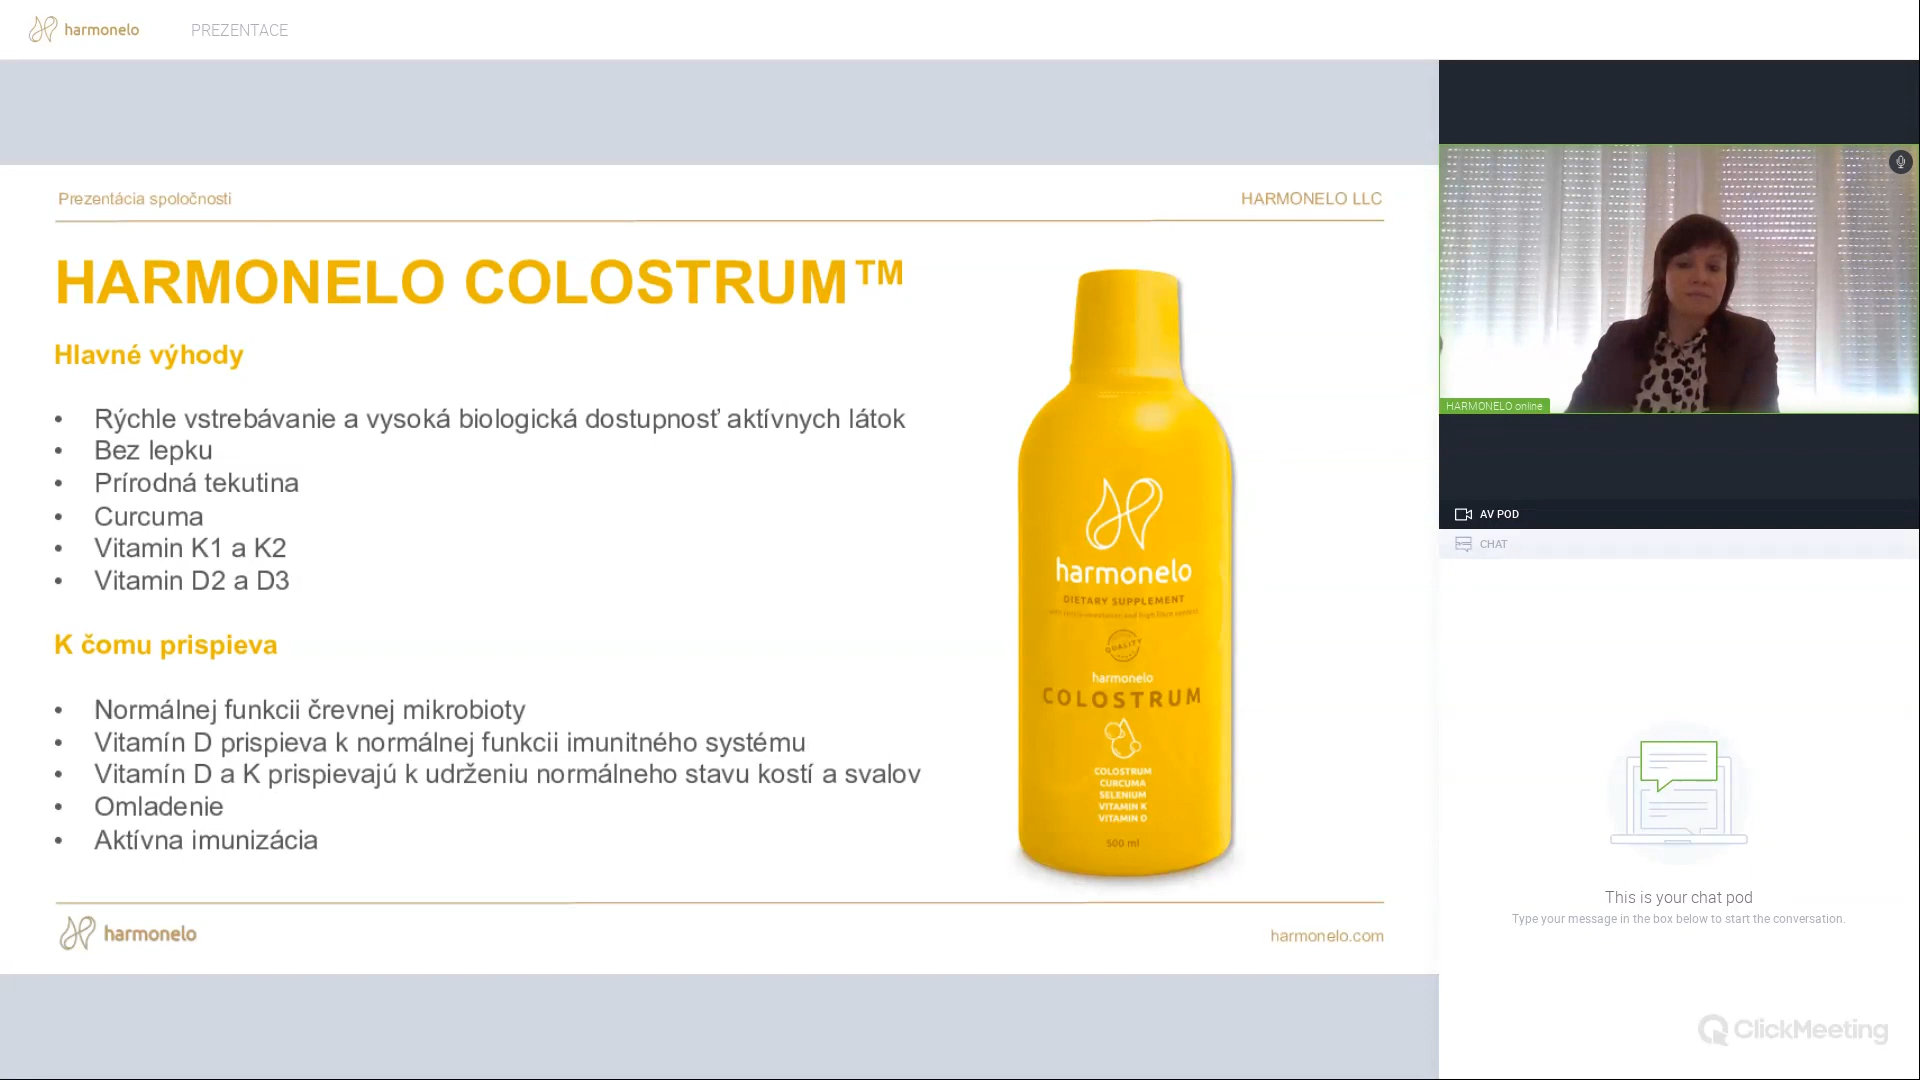 harmonelo
PREZENTACE
Prezentácia spoločnosti
HARMONELO LLC
HARMONELO COLOSTRUM™
Hlavné výhody
• Rýchle vstrebávanie a vysoká biologická dostupnosť aktívnych látok
• Bez lepku
• Prírodná tekutina
• Curcuma
• Vitamin K1 a K2
• Vitamin D2 a D3
K čomu prispieva
• Normálnej funkcii črevnej mikrobioty
• Vitamín D prispieva k normálnej funkcii imunitného systému
• Vitamín D a K prispievajú k udrženiu normálneho stavu kostí a svalov
• Omladenie
• Aktívna imunizácia
harmonelo
DIETARY SUPPLEMENT
QUALITY
harmonelo
COLOSTRUM
COLOSTRUM
CURCUMA
SELENIUM
VITAMIN K
VITAMIN D
500 ml
harmonelo
harmonelo.com
HARMONELO online
AV POD
CHAT
This is your chat pod
Type your message in the box below to start the conversation.
ClickMeeting